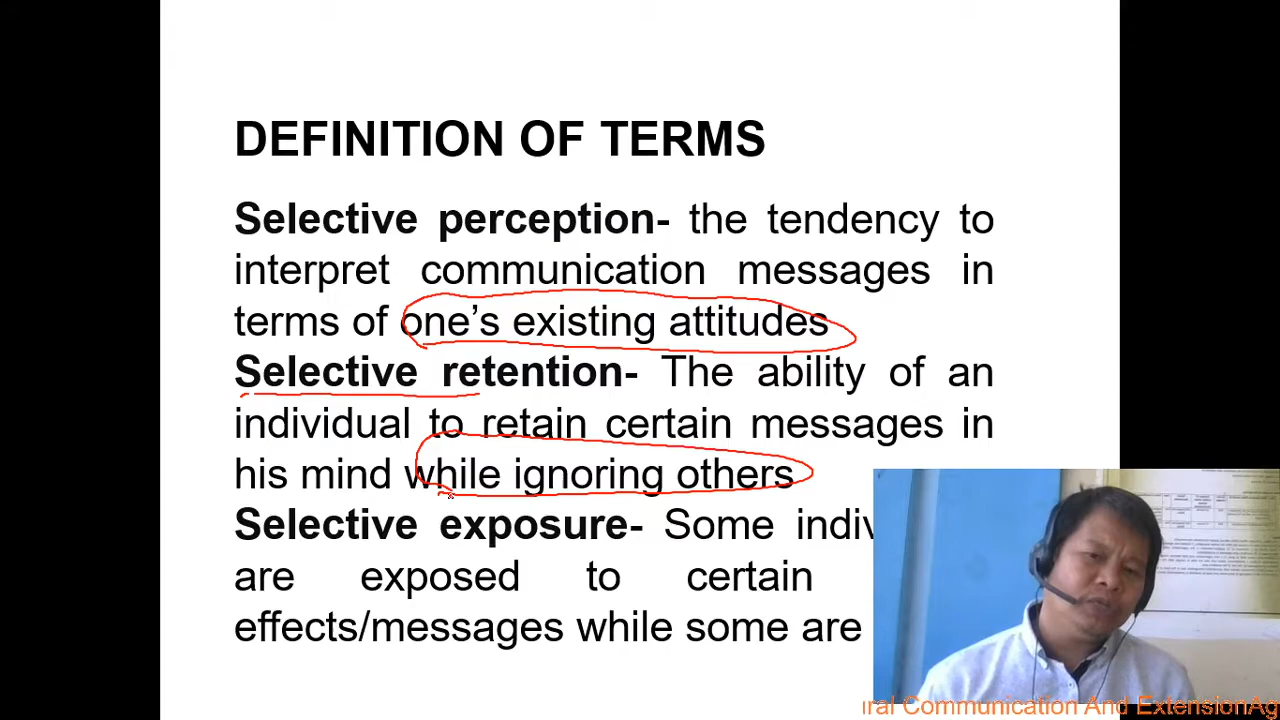 DEFINITION OF TERMS
Selective perception- the tendency to
interpret communication messages in
terms of one's existing attitudes
Selective retention- The ability of an
individual to retain certain messages in
his mind while ignoring others
Selective exposure- Some
are exposed to certain
effects/messages while some are
Communication And ExtensionAg